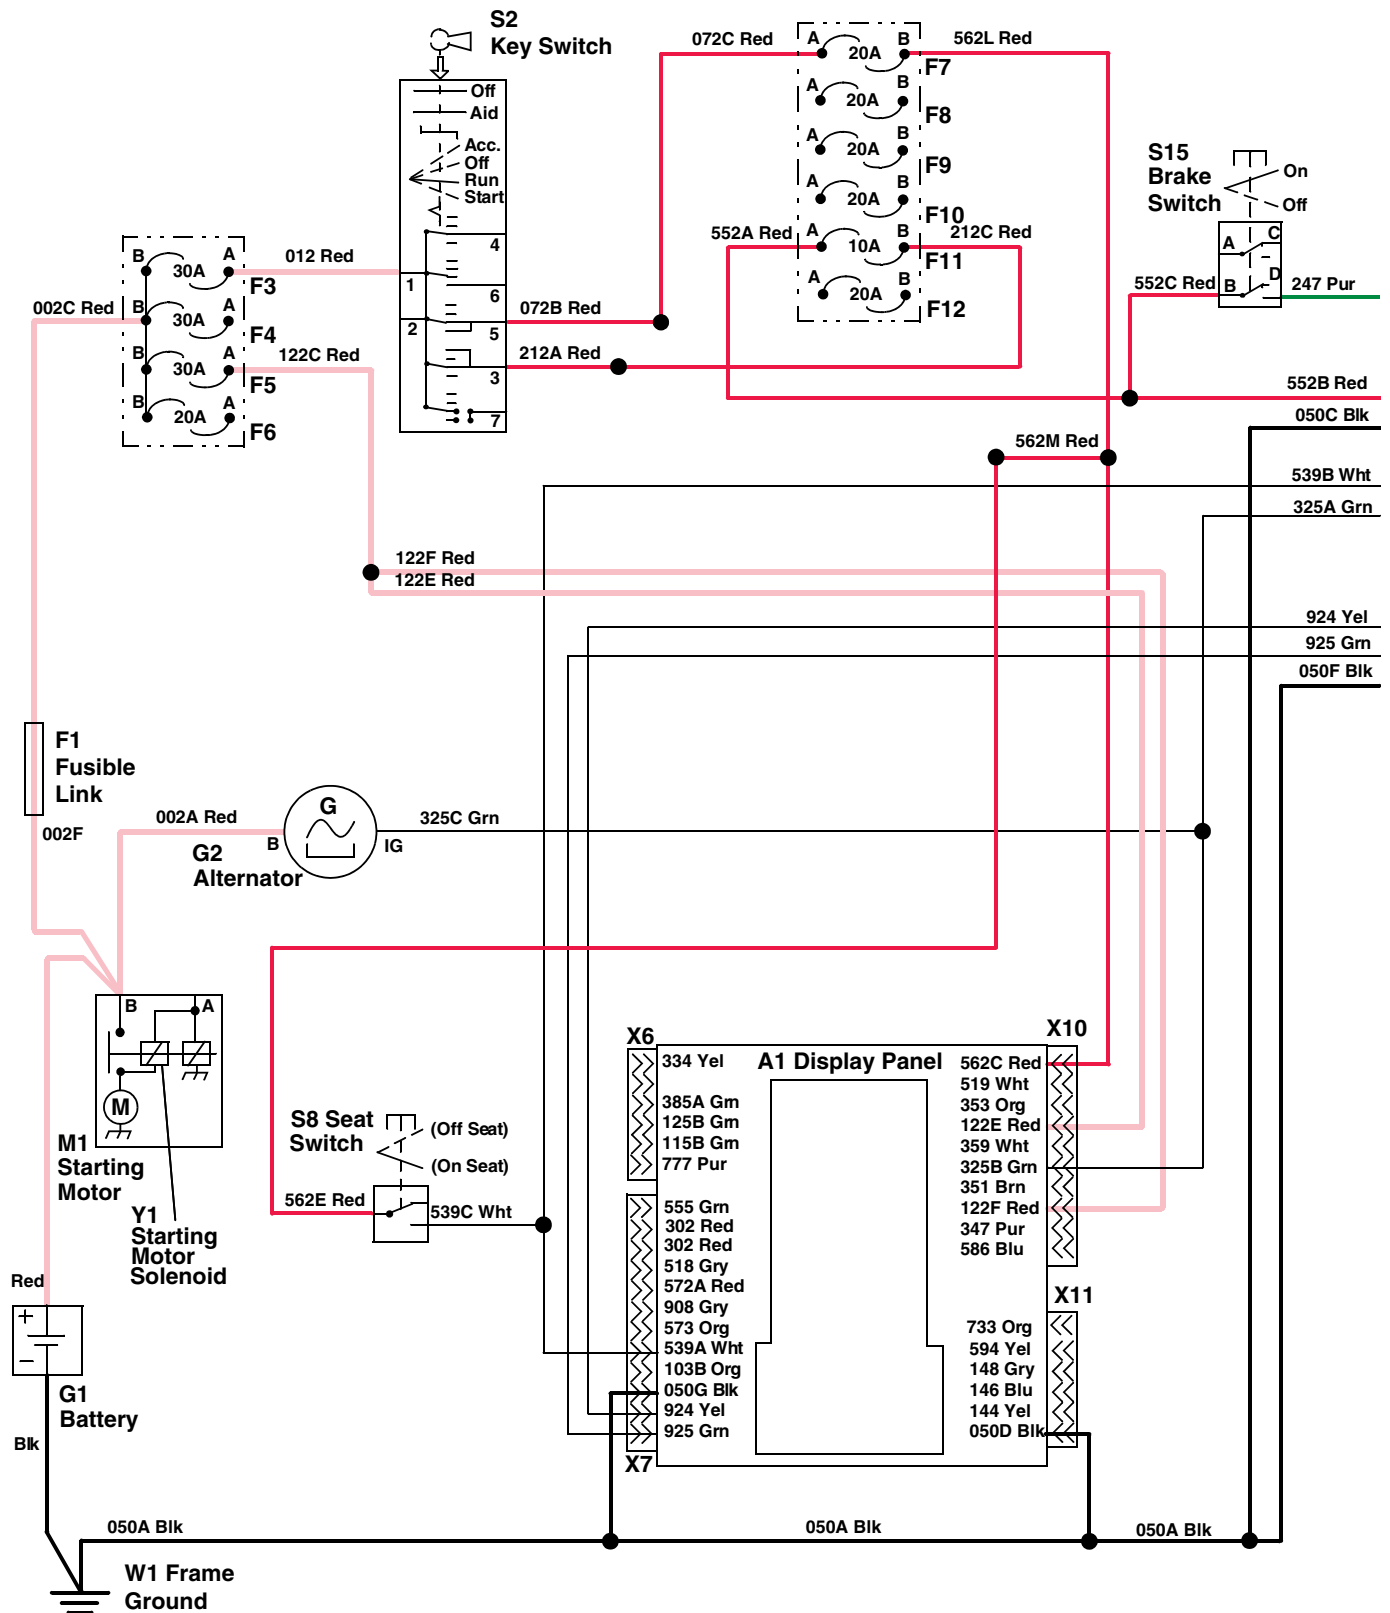 S2
Key Switch
Off
Aid
Acc.
Off
Run
Start
1
2
4
6
5
3
7
072C Red
A
20A
B
562L Red
F7
A
20A
B
F8
A
20A
B
F9
A
20A
B
F10
552A Red
A
10A
B
212C Red
F11
A
20A
B
F12
S15
Brake
Switch
On
Off
A
C
B
D
552C Red
247 Pur
B
30A
A
012 Red
F3
002C Red
B
30A
A
F4
B
30A
A
122C Red
F5
B
20A
A
F6
072B Red
212A Red
552B Red
050C Blk
562M Red
539B Wht
325A Grn
122F Red
122E Red
924 Yel
925 Grn
050F Blk
F1
Fusible
Link
002F
002A Red
G
B
IG
325C Grn
G2
Alternator
B
A
M
M1
Starting
Motor
Y1
Starting
Motor
Solenoid
S8 Seat
Switch
(Off Seat)
(On Seat)
562E Red
539C Wht
X6
A1 Display Panel
X10
334 Yel
385A Grn
125B Grn
115B Grn
777 Pur
555 Grn
302 Red
302 Red
518 Gry
572A Red
908 Gry
573 Org
539A Wht
103B Org
050G Blk
924 Yel
925 Grn
X7
562C Red
519 Wht
353 Org
122E Red
359 Wht
325B Grn
351 Brn
122F Red
347 Pur
586 Blu
X11
733 Org
594 Yel
148 Gry
146 Blu
144 Yel
050D Blk
Red
+
−
G1
Battery
Blk
050A Blk
050A Blk
050A Blk
W1 Frame
Ground